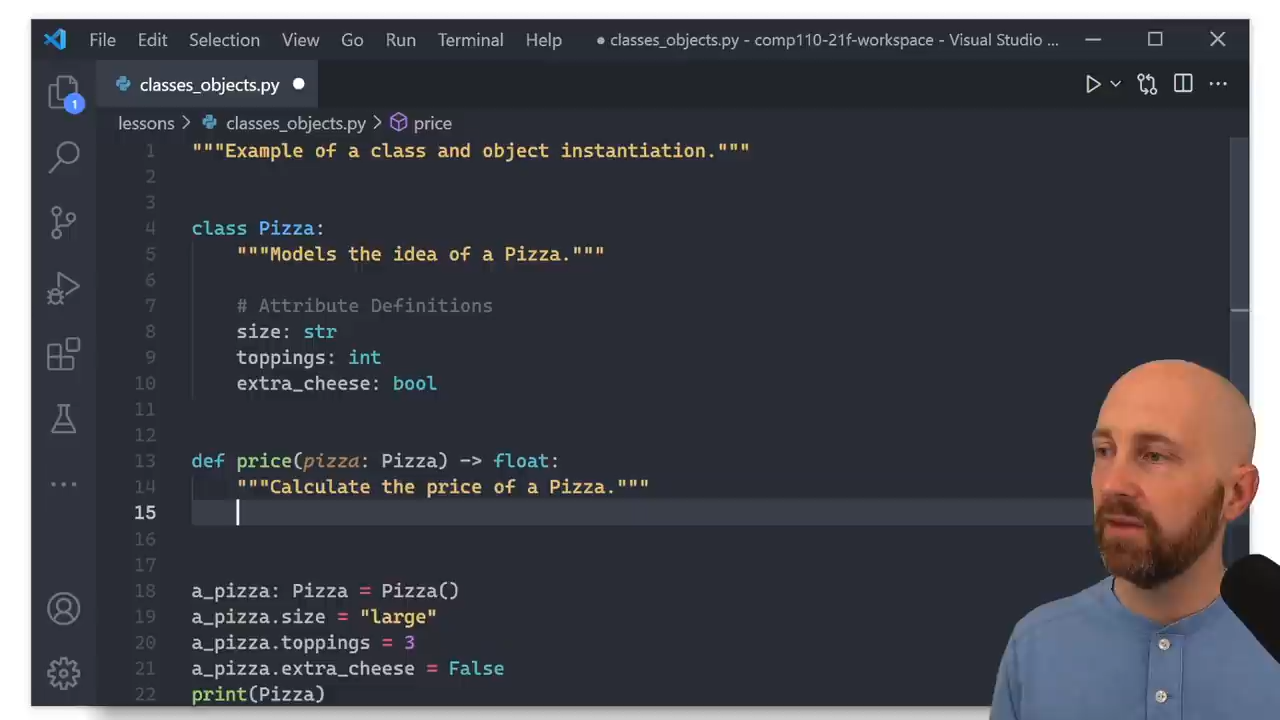 File Edit Selection View Go Run Terminal Help ● classes_objects.py - comp110-21f-workspace - Visual Studio ...
1
classes_objects.py
lessons > classes_objects.py > price
1 """Example of a class and object instantiation."""
2
3
4 class Pizza:
5 """Models the idea of a Pizza."""
6
7 # Attribute Definitions
8 size: str
9 toppings: int
10 extra_cheese: bool
11
12
13 def price(pizza: Pizza) -> float:
14 """Calculate the price of a Pizza."""
15
16
17
18 a_pizza: Pizza = Pizza()
19 a_pizza.size = "large"
20 a_pizza.toppings = 3
21 a_pizza.extra_cheese = False
22 print(Pizza)